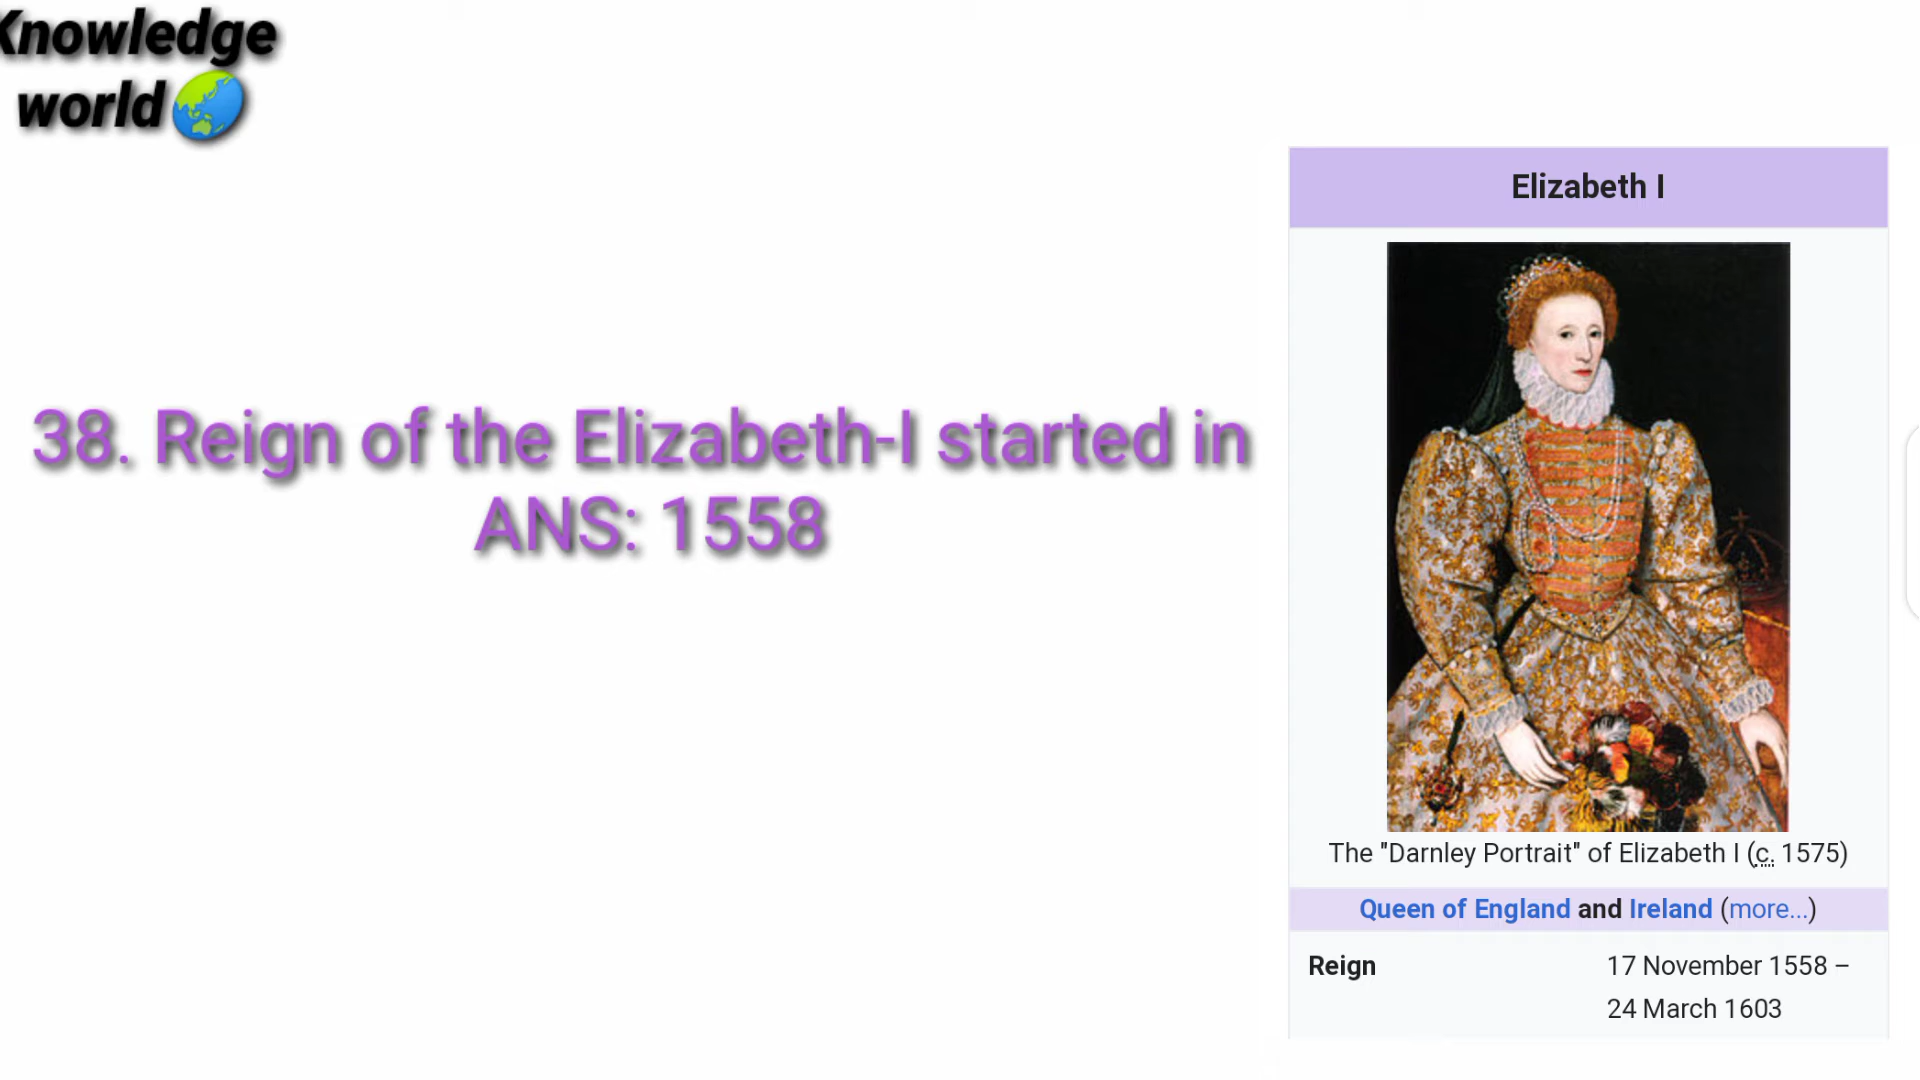 Knowledge
world
38. Reign of the Elizabeth-I started in
ANS: 1558
Elizabeth I
The "Darnley Portrait" of Elizabeth I (c. 1575)
Queen of England and Ireland (more...)
Reign 17 November 1558 –
24 March 1603